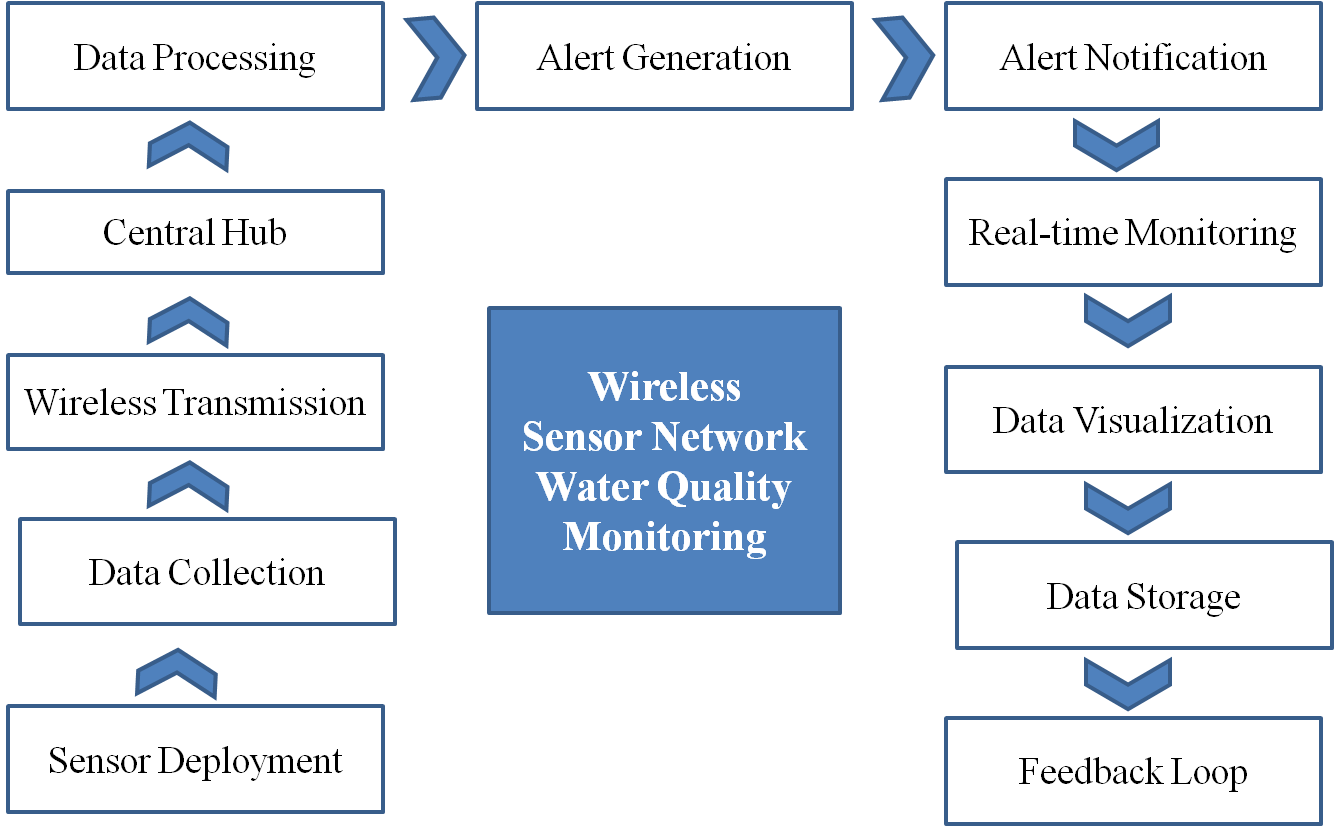 Data Processing
Alert Generation
Alert Notification
Central Hub
Real-time Monitoring
Wireless Transmission
Wireless
Sensor Network
Water Quality
Monitoring
Data Visualization
Data Collection
Data Storage
Sensor Deployment
Feedback Loop